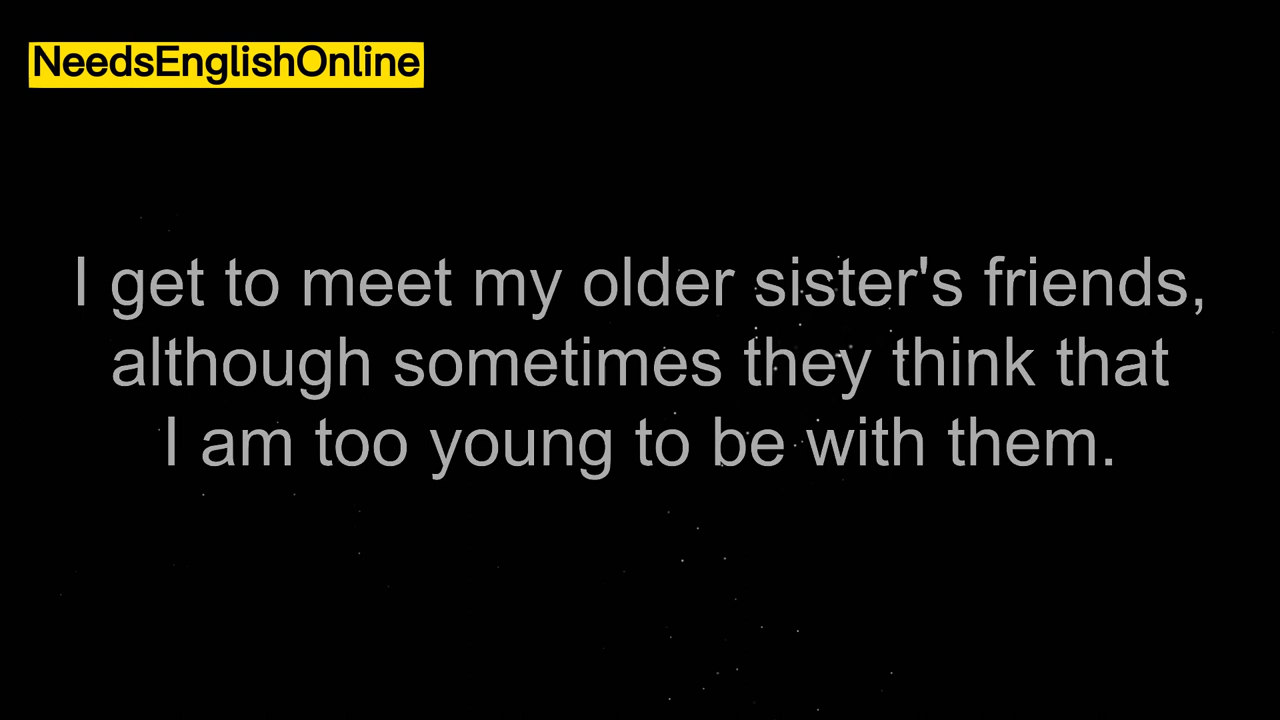 NeedsEnglishOnline
I get to meet my older sister's friends,
although sometimes they think that
I am too young to be with them.